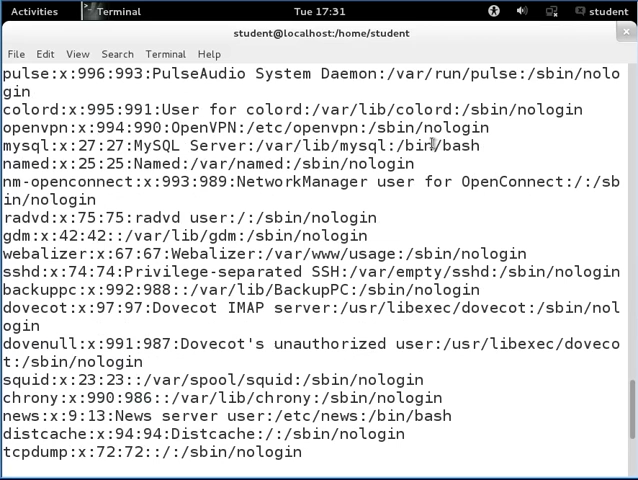 Activities Terminal Tue 17:31 student
student@localhost:/home/student
File Edit View Search Terminal Help
pulse:x:996:993:PulseAudio System Daemon:/var/run/pulse:/sbin/nolo
gin
colord:x:995:991:User for colord:/var/lib/colord:/sbin/nologin
openvpn:x:994:990:OpenVPN:/etc/openvpn:/sbin/nologin
mysql:x:27:27:MySQL Server:/var/lib/mysql:/bin/bash
named:x:25:25:Named:/var/named:/sbin/nologin
nm-openconnect:x:993:989:NetworkManager user for OpenConnect:/:/sb
in/nologin
radvd:x:75:75:radvd user:/:/sbin/nologin
gdm:x:42:42::/var/lib/gdm:/sbin/nologin
webalizer:x:67:67:Webalizer:/var/www/usage:/sbin/nologin
sshd:x:74:74:Privilege-separated SSH:/var/empty/sshd:/sbin/nologin
backuppc:x:992:988::/var/lib/BackupPC:/sbin/nologin
dovecot:x:97:97:Dovecot IMAP server:/usr/libexec/dovecot:/sbin/nol
ogin
dovenull:x:991:987:Dovecot's unauthorized user:/usr/libexec/doveco
t:/sbin/nologin
squid:x:23:23::/var/spool/squid:/sbin/nologin
chrony:x:990:986::/var/lib/chrony:/sbin/nologin
news:x:9:13:News server user:/etc/news:/bin/bash
distcache:x:94:94:Distcache:/:/sbin/nologin
tcpdump:x:72:72::/:/sbin/nologin